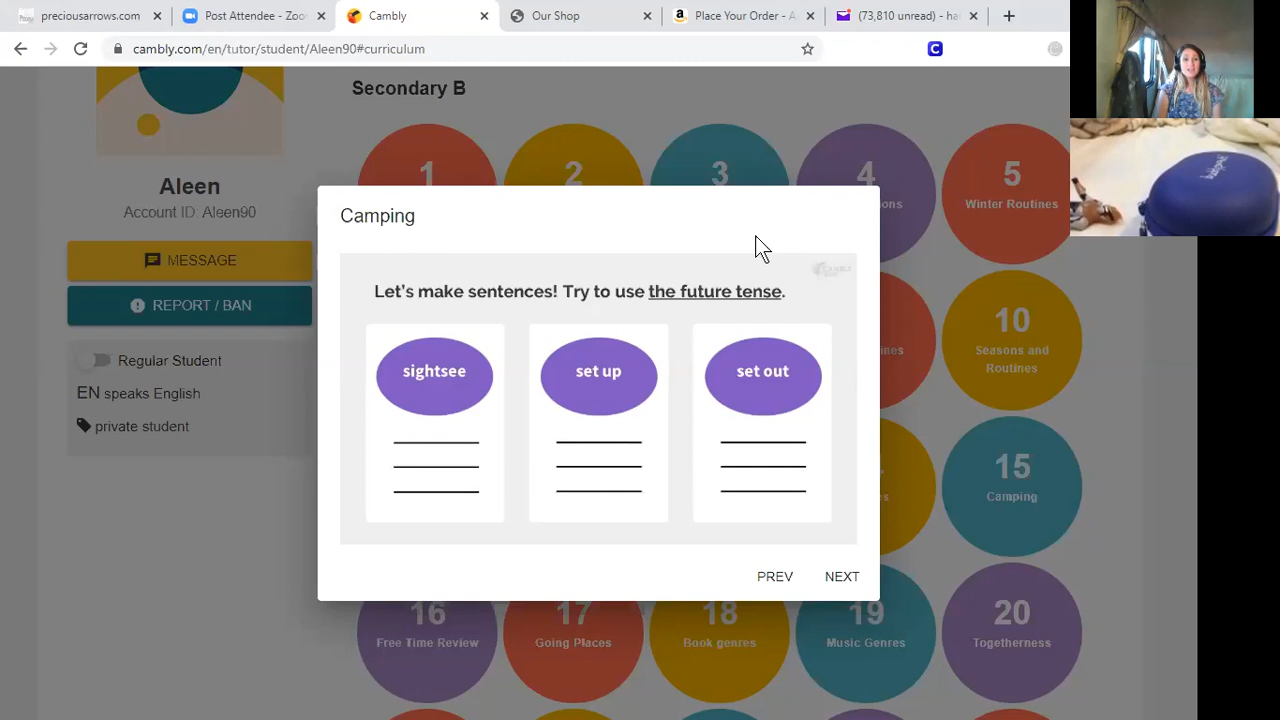 preciousarrows.com
Post Attendee - Zoo
Cambly
Our Shop
Place Your Order - A
(73,810 unread) - ha
cambly.com/en/tutor/student/Aleen90#curriculum
Secondary B
1
2
3
4
5
Winter Routines
Aleen
Account ID: Aleen90
MESSAGE
REPORT / BAN
Regular Student
EN speaks English
private student
Camping
Let's make sentences! Try to use the future tense.
sightsee
set up
set out
PREV
NEXT
10
Seasons and
Routines
15
Camping
16
Free Time Review
17
Going Places
18
Book genres
19
Music Genres
20
Togetherness